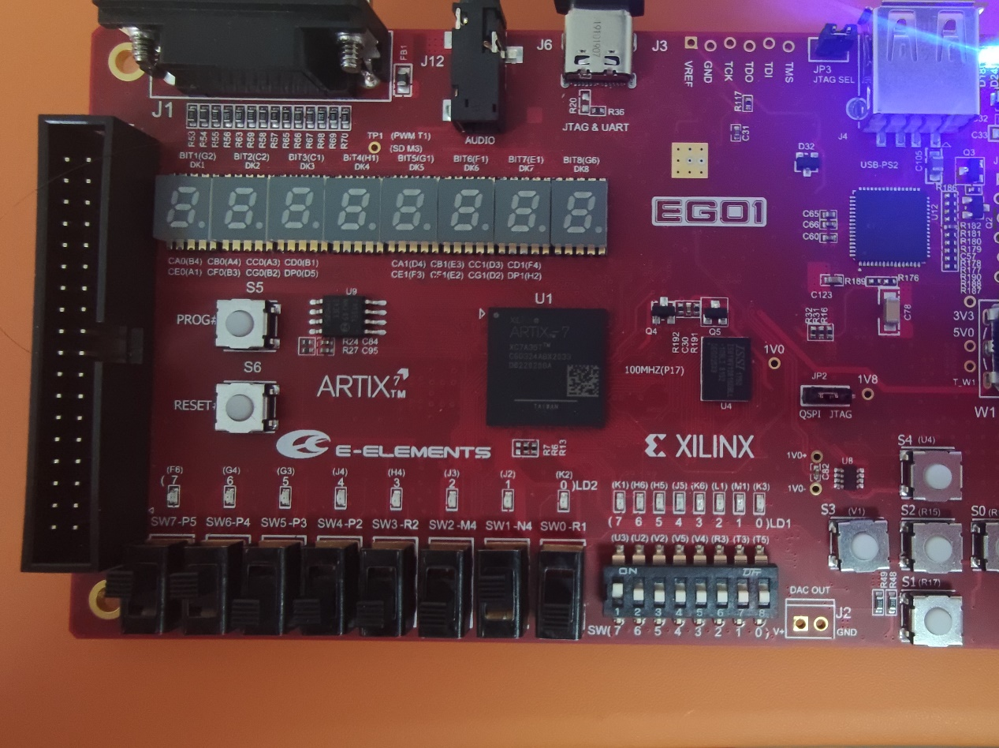 J1
FB1
J12
AUDIO
J6
19101907
J3
VREF
GND
TCK
TDO
TDI
TMS
JP3
JTAG SEL
R20
R36
JTAG & UART
R117
C31
J4
USB-PS2
D32
C105
Q3
C33
R53
R54
R55
R56
R63
R59
R58
R57
R65
R66
R67
R68
R69
R70
TP1
(PWM T1)
(SD M3)
BIT1(G2) BIT2(C2) BIT3(C1) BIT4(H1) BIT5(G1) BIT6(F1) BIT7(E1) BIT8(G6)
DK1 DK2 DK3 DK4 DK5 DK6 DK7 DK8
EGO1
CA0(B4) CB0(A4) CC0(A3) CD0(B1) CA1(D4) CB1(E3) CC1(D3) CD1(F4)
CE0(A1) CF0(B3) CG0(B2) DP0(D5) CE1(F3) CF1(E2) CG1(D2) DP1(H2)
C65
C66
C60
U12
R186
Q2
R182
R181
R180
R179
C57
R178
R177
R190
R188
R187
C123
R189
R176
C78
S5
PROG#
U9
R24 C84
R27 C95
S6
RESET#
ARTIX 7 TM
U1
ARTIX-7
XC7A35T™
TAIWAN
Q4
Q5
R192
C30
R191
100MHZ(P17)
U4
R32
R31
R16
1V0
JP2
1V8
QSPI JTAG
3V3
5V0
T_W1
W1
E-ELEMENTS
R7
R6
R13
XILINX
1V0+
1V0-
C82
U8
S4 (U4)
S3 (V1)
S2 (R15)
S0
S1 (R17)
(F6) (G4) (G3) (J4) (H4) (J3) (J2) (K2)
(7 6 5 4 3 2 1 0)LD2
(K1) (H6) (H5) (J5) (K6) (L1) (M1) (K3)
(7 6 5 4 3 2 1 0)LD1
SW7-P5 SW6-P4 SW5-P3 SW4-P2 SW3-R2 SW2-M4 SW1-N4 SW0-R1
(U3) (U2) (V2) (V5) (V4) (R3) (T3) (T5)
ON
1 2 3 4 5 6 7 8
SW(7 6 5 4 3 2 1 0)
DAC OUT
J2
V+
GND
R49
R48